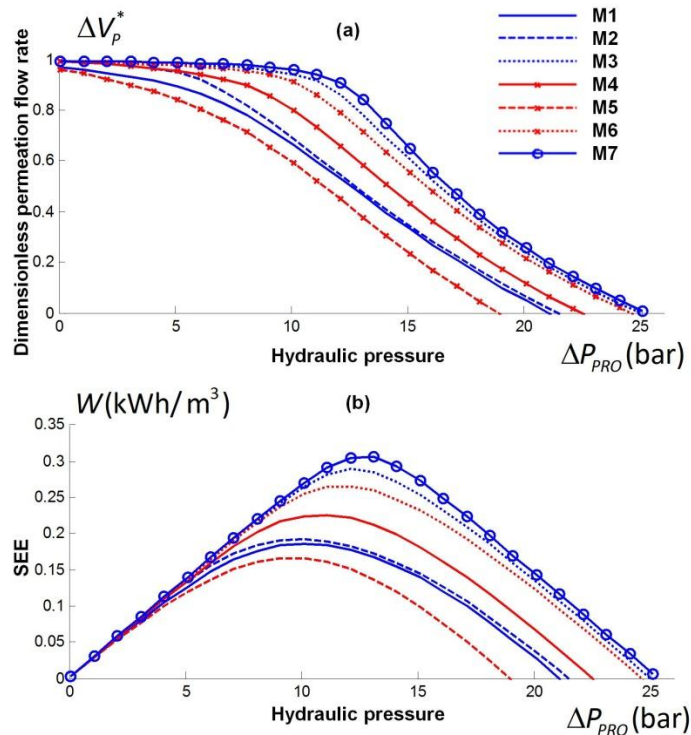 ΔV_P^*
(a)
M1
M2
M3
M4
M5
M6
M7
Dimensionless permeation flow rate
1
0.8
0.6
0.4
0.2
0
0 5 10 15 20 25
Hydraulic pressure
ΔP_PRO (bar)
W(kWh/m³)
(b)
SEE
0.35
0.3
0.25
0.2
0.15
0.1
0.05
0
0 5 10 15 20 25
Hydraulic pressure
ΔP_PRO (bar)